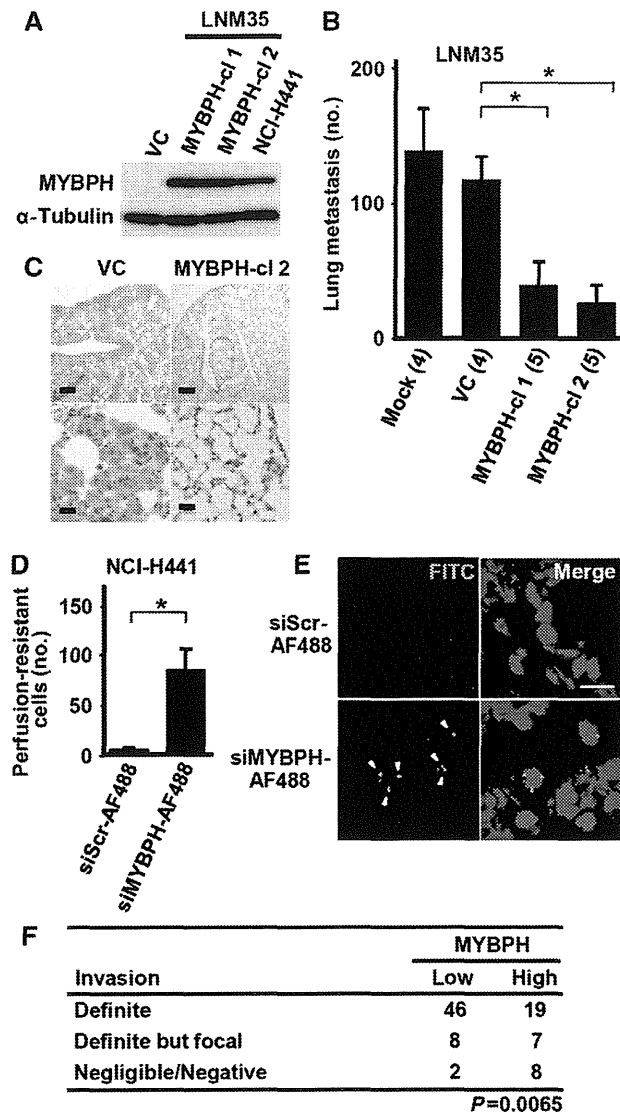 A
LNM35
VC
MYBPH-cl 1
MYBPH-cl 2
NCI-H441
MYBPH
α-Tubulin
B
LNM35
Lung metastasis (no.)
200
100
0
*
*
Mock (4)
VC (4)
MYBPH-cl 1 (5)
MYBPH-cl 2 (5)
C
VC
MYBPH-cl 2
D
NCI-H441
Perfusion-resistant
cells (no.)
150
100
50
0
*
siScr-AF488
siMYBPH-AF488
E
FITC
Merge
siScr-
AF488
siMYBPH-
AF488
F
MYBPH
Invasion Low High
Definite 46 19
Definite but focal 8 7
Negligible/Negative 2 8
P=0.0065